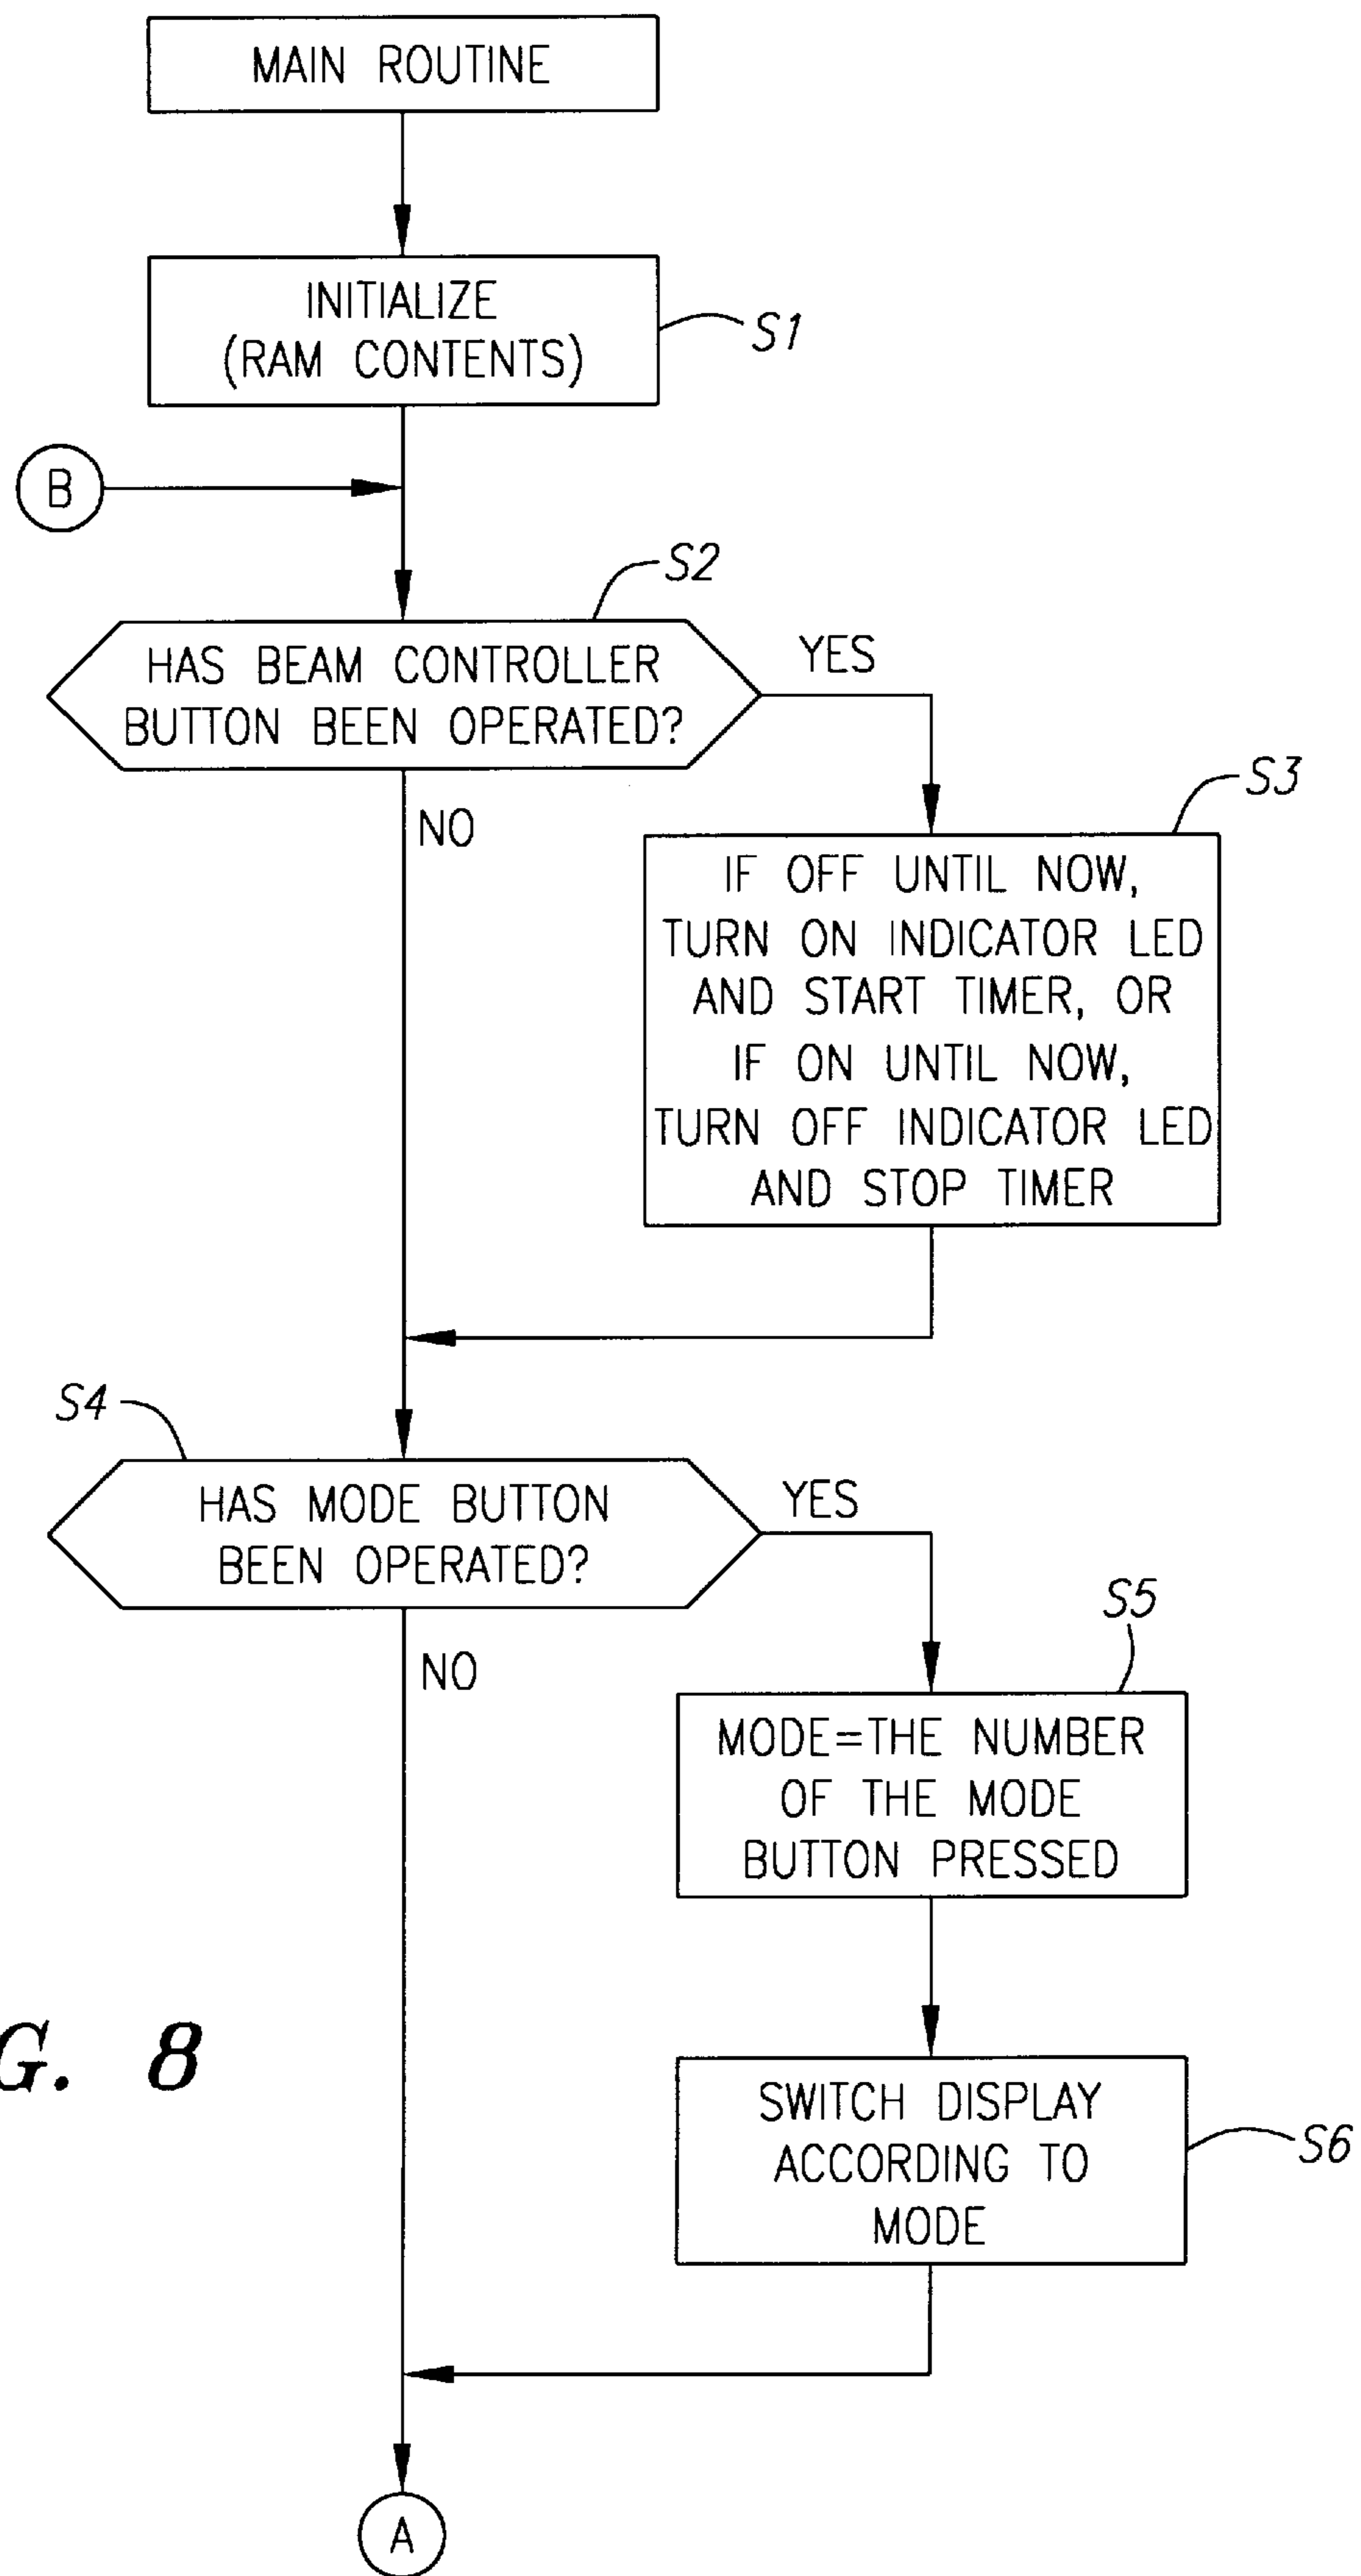 MAIN ROUTINE
INITIALIZE
(RAM CONTENTS)
S1
B
S2
HAS BEAM CONTROLLER
BUTTON BEEN OPERATED?
YES
NO
S3
IF OFF UNTIL NOW,
TURN ON INDICATOR LED
AND START TIMER, OR
IF ON UNTIL NOW,
TURN OFF INDICATOR LED
AND STOP TIMER
S4
HAS MODE BUTTON
BEEN OPERATED?
YES
NO
S5
MODE=THE NUMBER
OF THE MODE
BUTTON PRESSED
G. 8
SWITCH DISPLAY
ACCORDING TO
MODE
S6
A